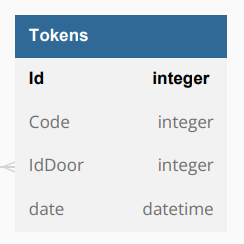 Tokens
Id integer
Code integer
IdDoor integer
date datetime